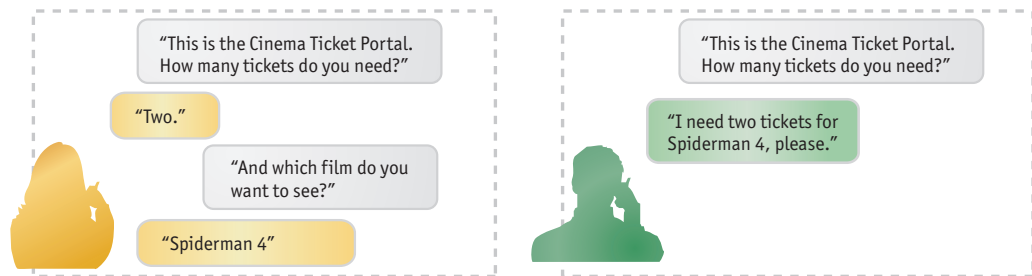 “This is the Cinema Ticket Portal.
How many tickets do you need?”
“Two.”
“And which film do you
want to see?”
“Spiderman 4”
“This is the Cinema Ticket Portal.
How many tickets do you need?”
“I need two tickets for
Spiderman 4, please.”